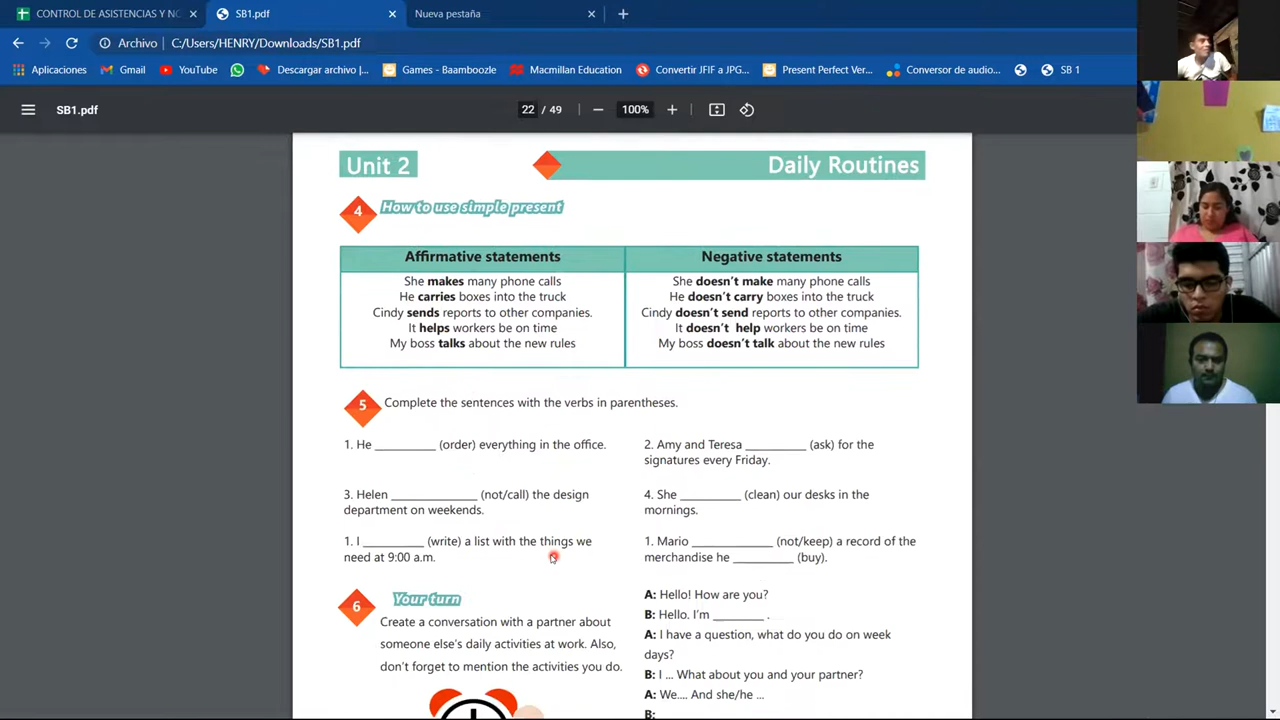 CONTROL DE ASISTENCIAS Y NO
SB1.pdf
Nueva pestaña
Archivo
C:/Users/HENRY/Downloads/SB1.pdf
Aplicaciones
Gmail
YouTube
Descargar archivo |...
Games - Baamboozle
Macmillan Education
Convertir JFIF a JPG...
Present Perfect Ver...
Conversor de audio...
SB 1
SB1.pdf
22 / 49
100%
Unit 2
Daily Routines
4 How to use simple present
Affirmative statements
She makes many phone calls
He carries boxes into the truck
Cindy sends reports to other companies.
It helps workers be on time
My boss talks about the new rules
Negative statements
She doesn't make many phone calls
He doesn't carry boxes into the truck
Cindy doesn't send reports to other companies.
It doesn't help workers be on time
My boss doesn't talk about the new rules
5 Complete the sentences with the verbs in parentheses.
1. He __________ (order) everything in the office.
2. Amy and Teresa __________ (ask) for the
signatures every Friday.
3. Helen ______________ (not/call) the design
department on weekends.
4. She __________ (clean) our desks in the
mornings.
1. I __________ (write) a list with the things we
need at 9:00 a.m.
1. Mario _____________ (not/keep) a record of the
merchandise he __________ (buy).
6 Your turn
Create a conversation with a partner about
someone else's daily activities at work. Also,
don't forget to mention the activities you do.
A: Hello! How are you?
B: Hello. I'm ________ .
A: I have a question, what do you do on week
days?
B: I ... What about you and your partner?
A: We.... And she/he ...
B: